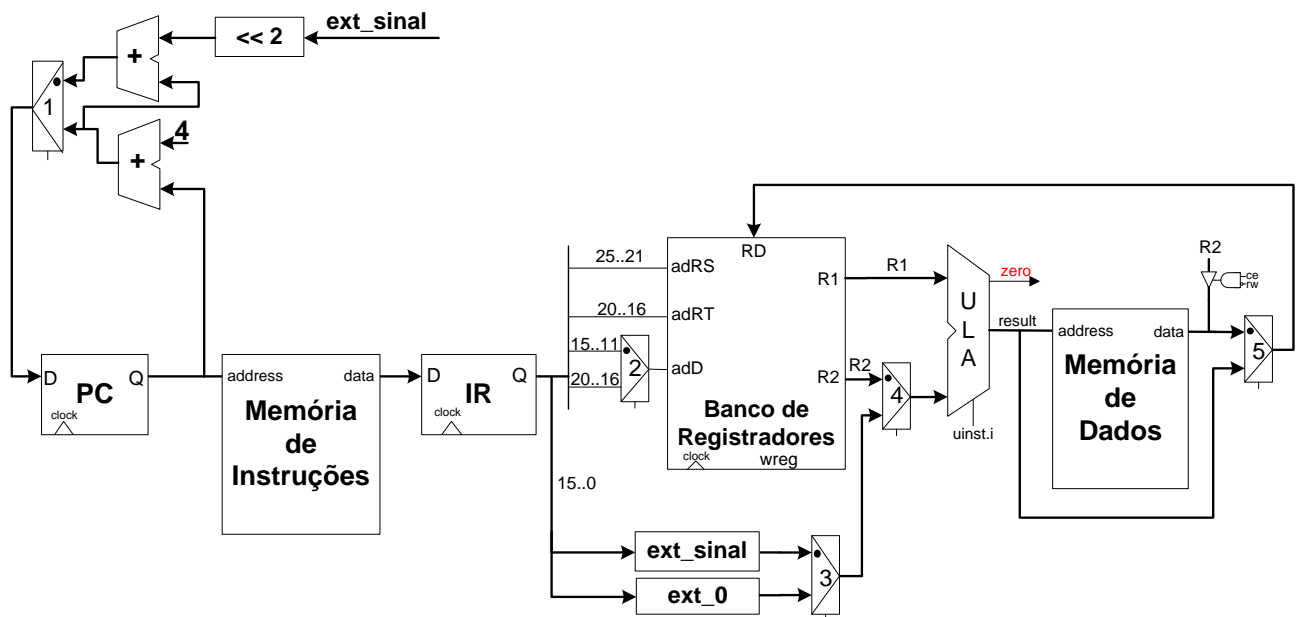 ext_sinal
<< 2
+
1
4
+
D
PC
Q
clock
address
data
Memória
de
Instruções
D
IR
Q
clock
25..21
20..16
15..11
20..16
2
15..0
RD
adRS
adRT
adD
R1
R2
Banco de
Registradores
clock
wreg
R1
R2
4
ext_sinal
ext_0
3
U
L
A
zero
result
uinst.i
address
data
Memória
de
Dados
R2
ce
rw
5